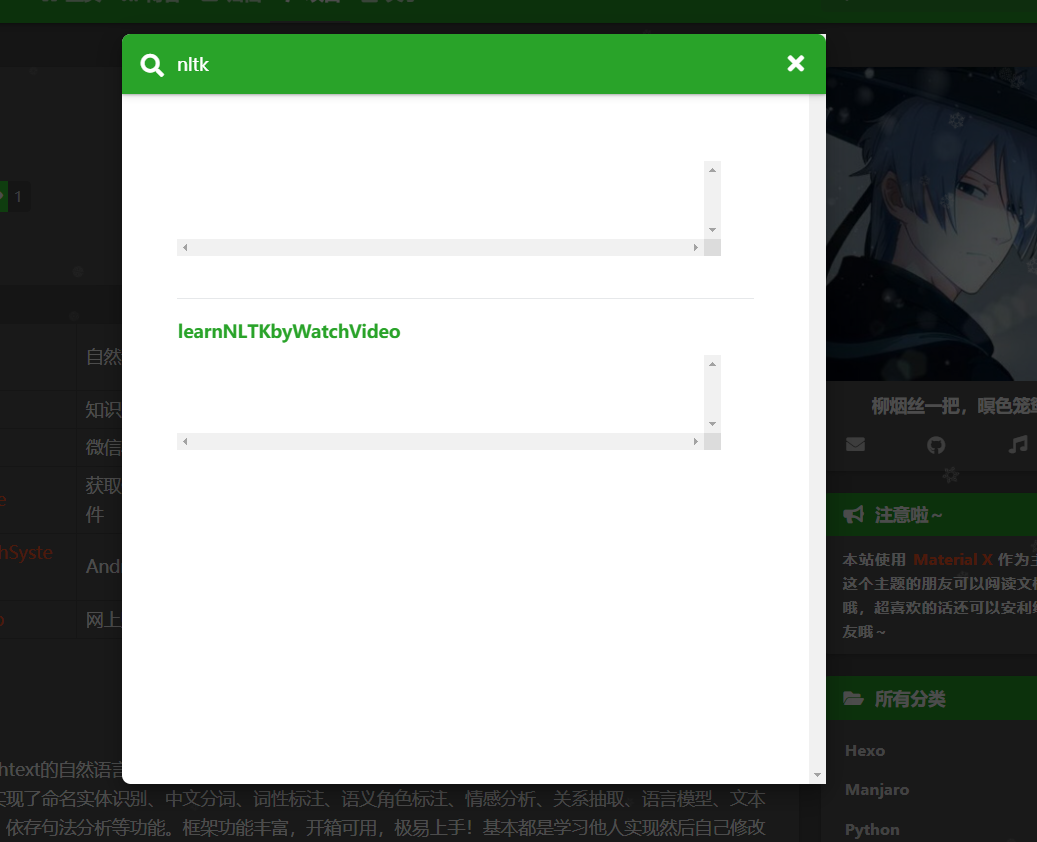 nltk
learnNLTKbyWatchVideo
1
自然
知识
微信
获取
件
hSyste
And
网上
柳烟丝一把，暝色笼
注意啦~
本站使用 Material X 作为主
这个主题的朋友可以阅读文
哦，超喜欢的话还可以安利
友哦~
所有分类
Hexo
Manjaro
Python
htext的自然语言
实现了命名实体识别、中文分词、词性标注、语义角色标注、情感分析、关系抽取、语言模型、文本
依存句法分析等功能。框架功能丰富，开箱可用，极易上手！基本都是学习他人实现然后自己修改